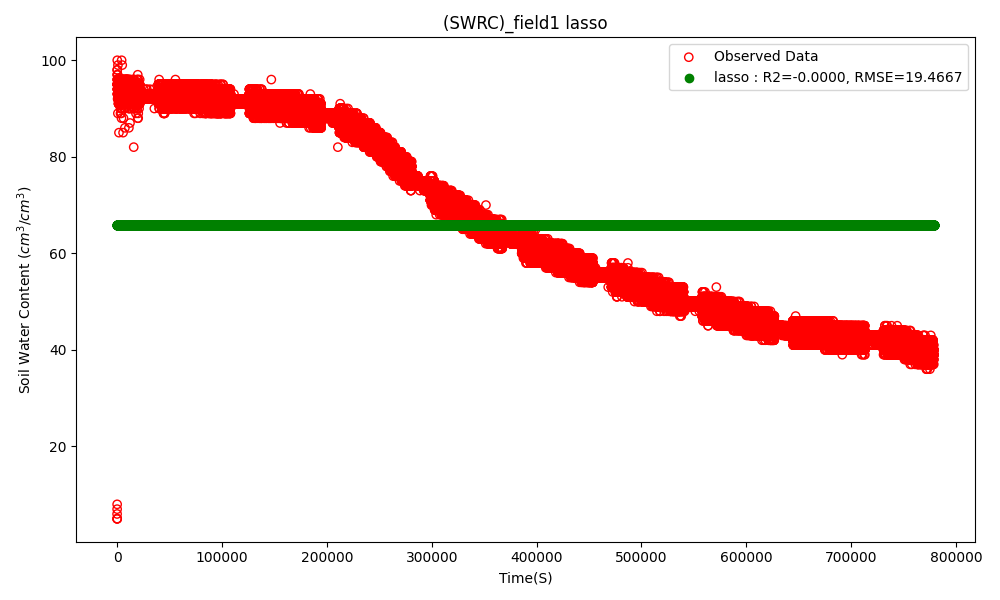 (SWRC)_field1 lasso
Observed Data
lasso : R2=-0.0000, RMSE=19.4667
Soil Water Content (cm³/cm³)
100
80
60
40
20
0 100000 200000 300000 400000 500000 600000 700000 800000
Time(S)